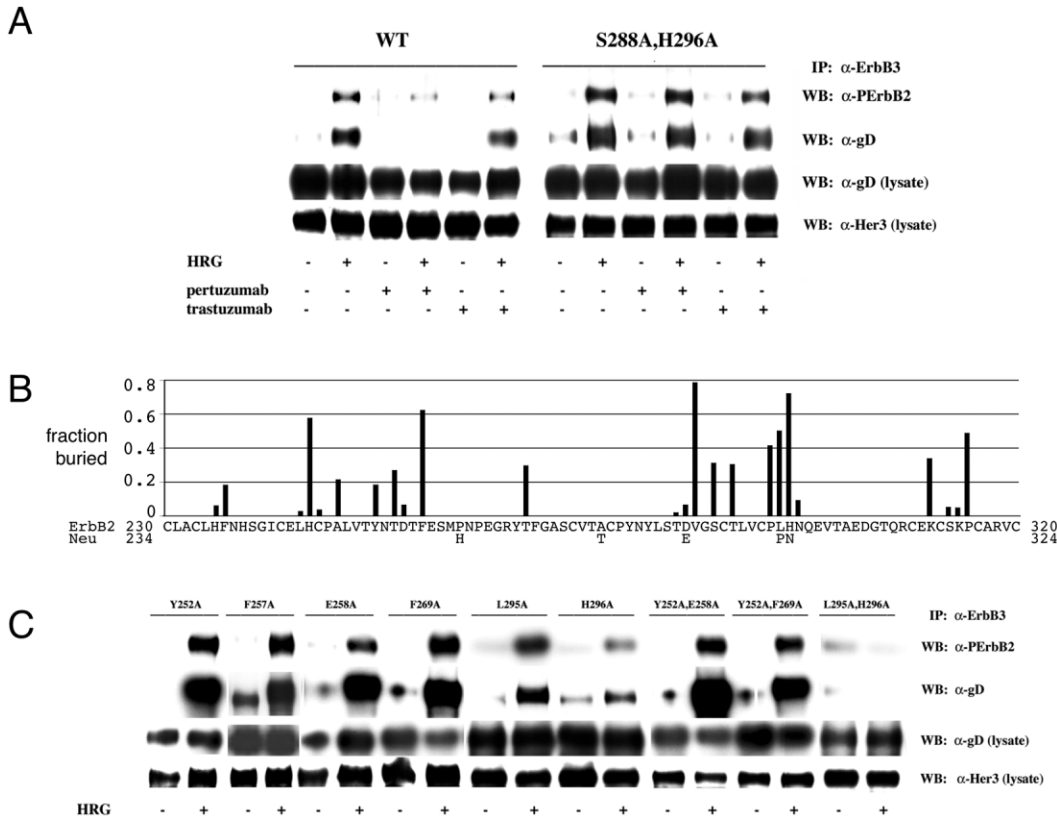 A
WT S288A,H296A
IP: α-ErbB3
WB: α-PErbB2
WB: α-gD
WB: α-gD (lysate)
WB: α-Her3 (lysate)
HRG - + - + - + - + - + - +
pertuzumab - - + + - - - - + + - -
trastuzumab - - - - + + - - - - + +
B
fraction buried
0.8
0.6
0.4
0.2
0
ErbB2 230 CLACLHFNHSGICELHCPALVTYNTDTFESMPNPEGRYTFGASCVTACPYNYLSTDVGSCTLVCPLHNQEVTAEDGTQRCEKCSKPCARVC 320
Neu 234 H T E PN 324
C
Y252A F257A E258A F269A L295A H296A Y252A,E258A Y252A,F269A L295A,H296A
IP: α-ErbB3
WB: α-PErbB2
WB: α-gD
WB: α-gD (lysate)
WB: α-Her3 (lysate)
HRG - + - + - + - + - + - + - + - + - +